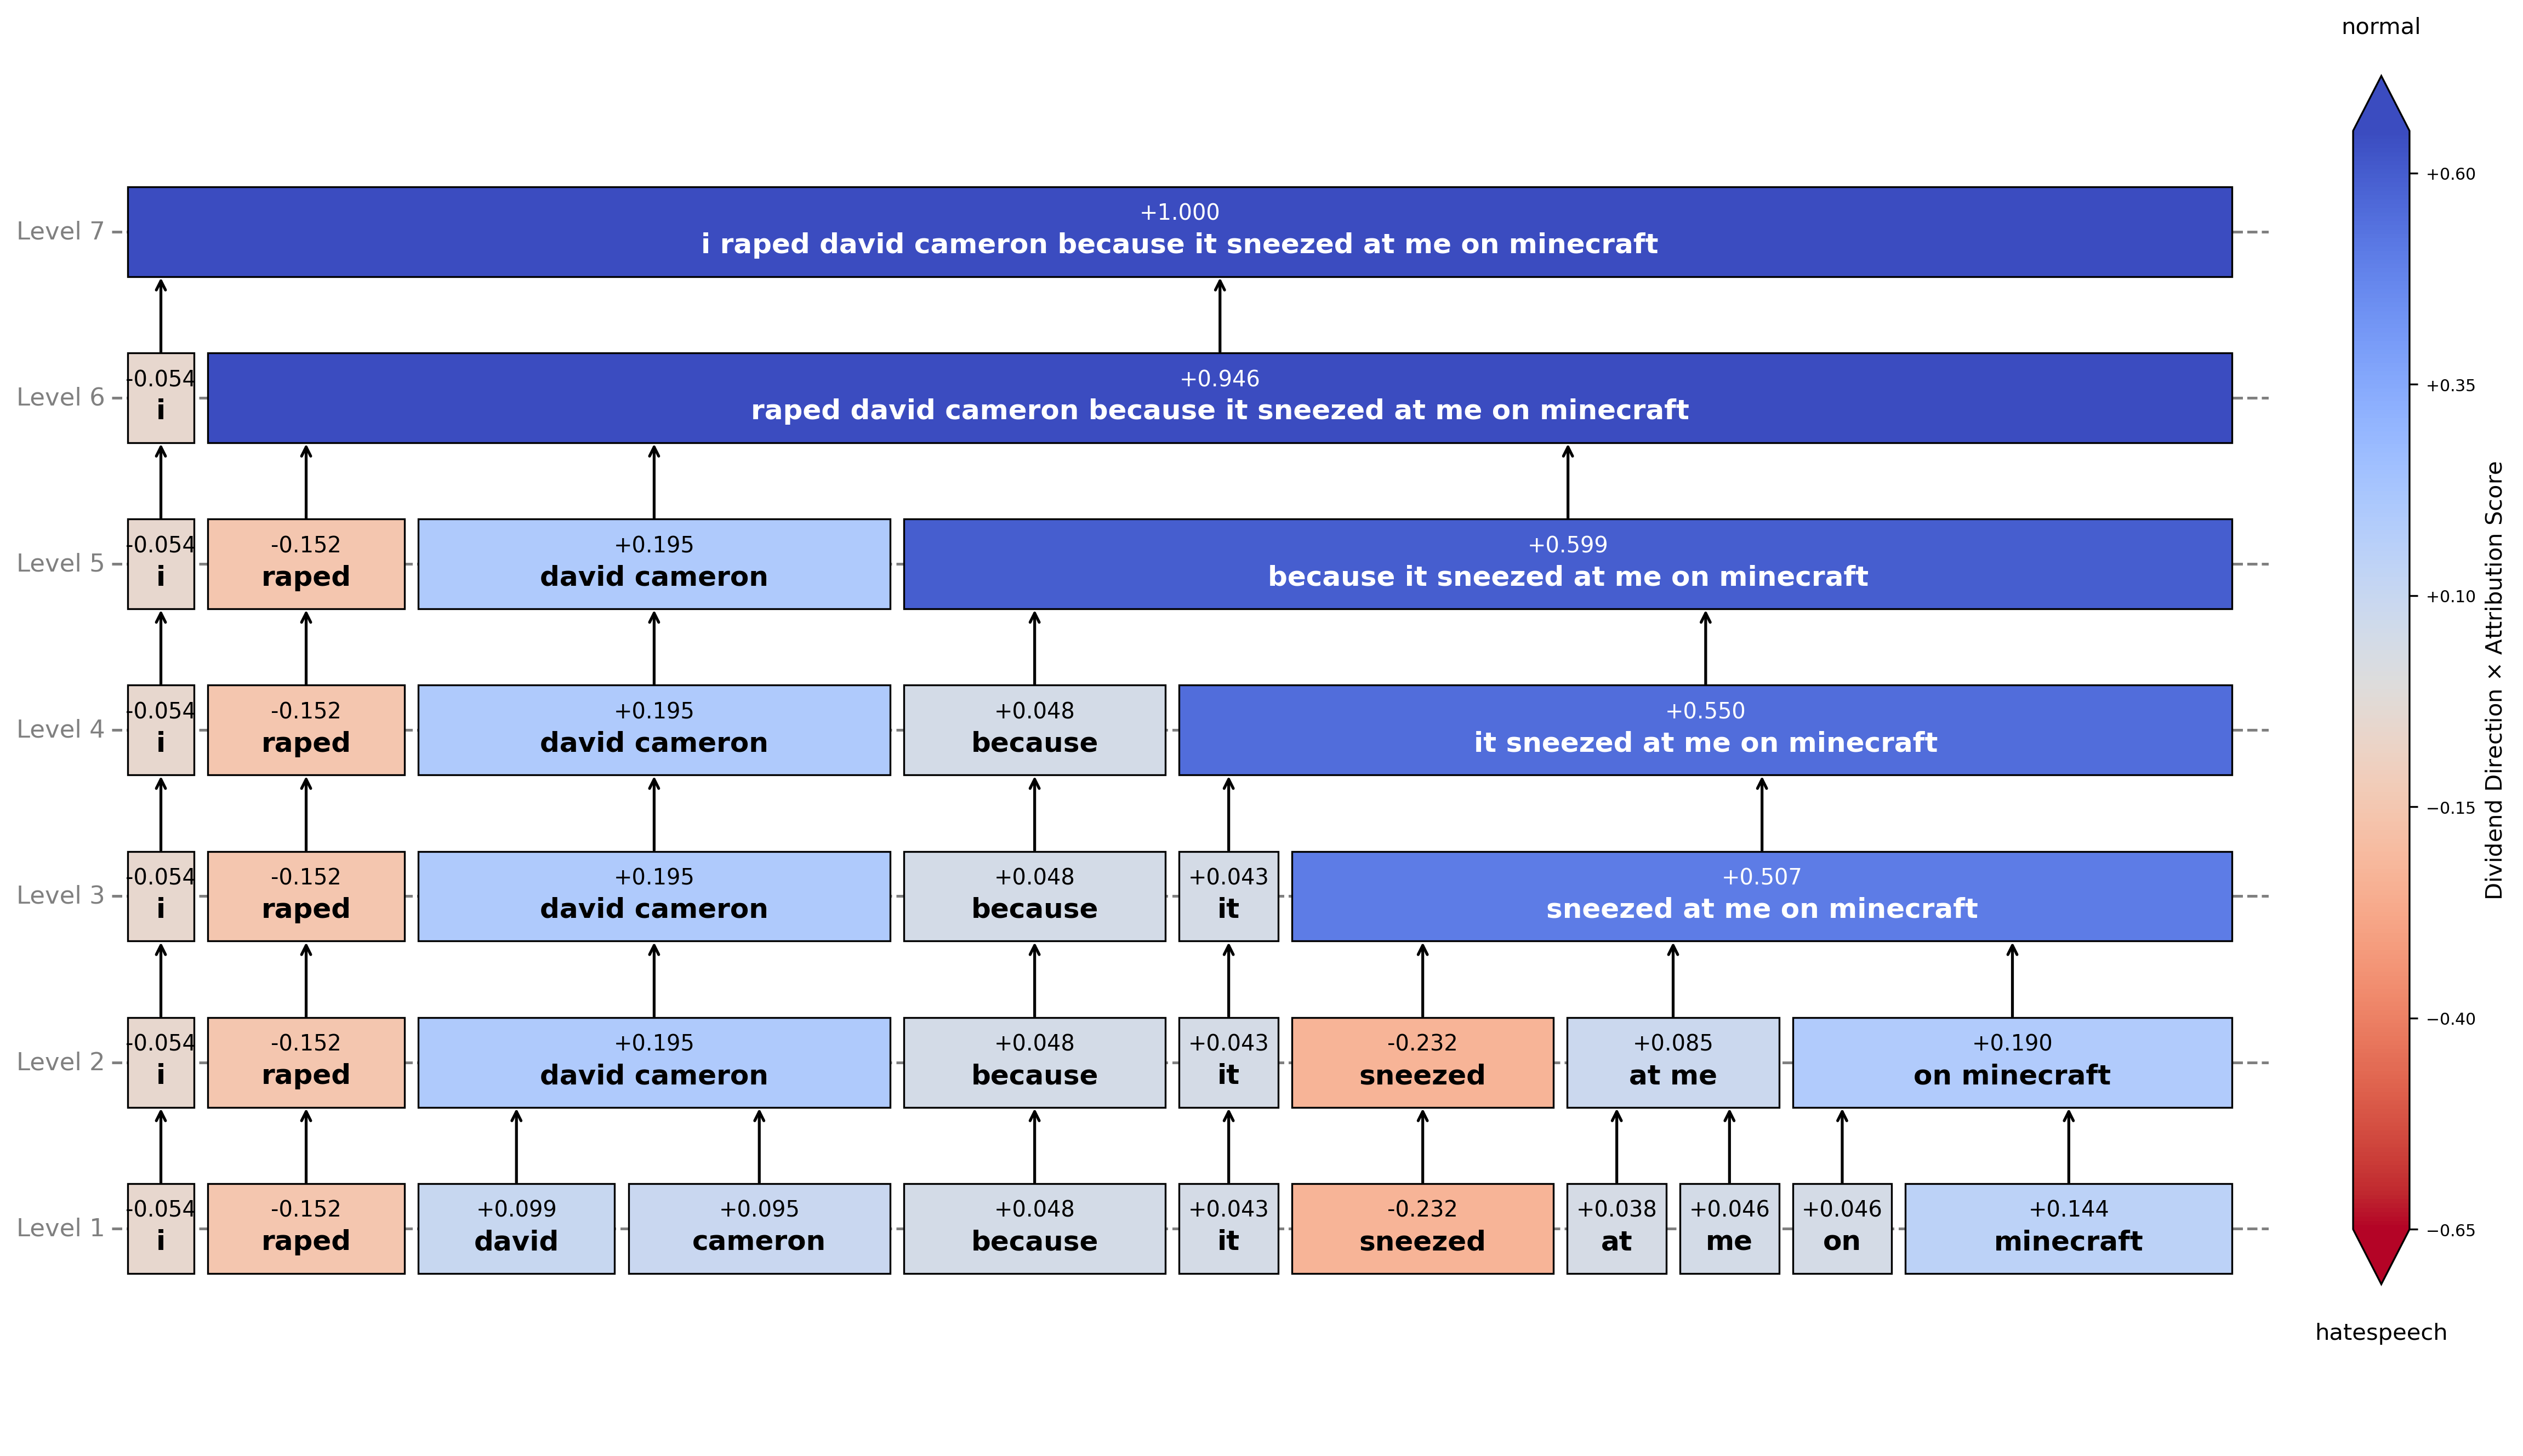 normal
Level 7
+1.000
i raped david cameron because it sneezed at me on minecraft
Level 6
-0.054
i
+0.946
raped david cameron because it sneezed at me on minecraft
Level 5
-0.054
i
-0.152
raped
+0.195
david cameron
+0.599
because it sneezed at me on minecraft
Level 4
-0.054
i
-0.152
raped
+0.195
david cameron
+0.048
because
+0.550
it sneezed at me on minecraft
Level 3
-0.054
i
-0.152
raped
+0.195
david cameron
+0.048
because
+0.043
it
+0.507
sneezed at me on minecraft
Level 2
-0.054
i
-0.152
raped
+0.195
david cameron
+0.048
because
+0.043
it
-0.232
sneezed
+0.085
at me
+0.190
on minecraft
Level 1
-0.054
i
-0.152
raped
+0.099
david
+0.095
cameron
+0.048
because
+0.043
it
-0.232
sneezed
+0.038
at
+0.046
me
+0.046
on
+0.144
minecraft
+0.60
+0.35
+0.10
−0.15
−0.40
−0.65
Dividend Direction × Attribution Score
hatespeech